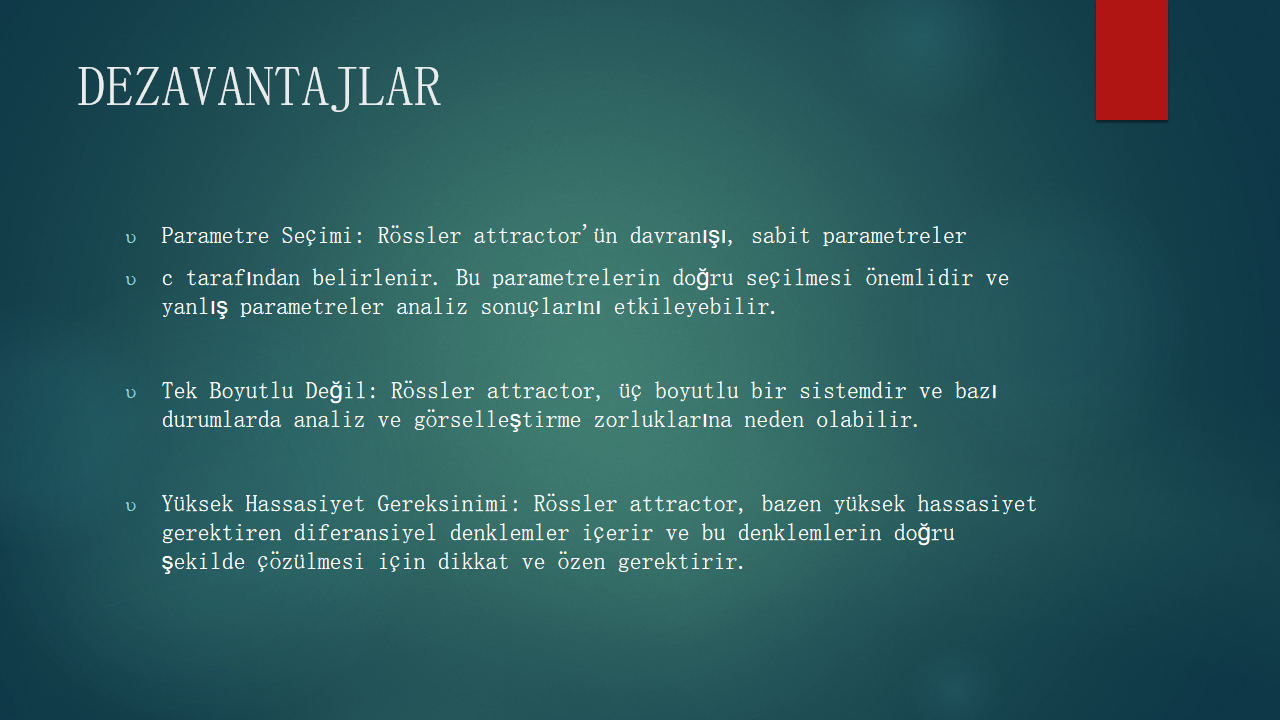 DEZAVANTAJLAR
Parametre Seçimi: Rössler attractor'ün davranışı, sabit parametreler
c tarafından belirlenir. Bu parametrelerin doğru seçilmesi önemlidir ve
yanlış parametreler analiz sonuçlarını etkileyebilir.
Tek Boyutlu Değil: Rössler attractor, üç boyutlu bir sistemdir ve bazı
durumlarda analiz ve görselleştirme zorluklarına neden olabilir.
Yüksek Hassasiyet Gereksinimi: Rössler attractor, bazen yüksek hassasiyet
gerektiren diferansiyel denklemler içerir ve bu denklemlerin doğru
şekilde çözülmesi için dikkat ve özen gerektirir.